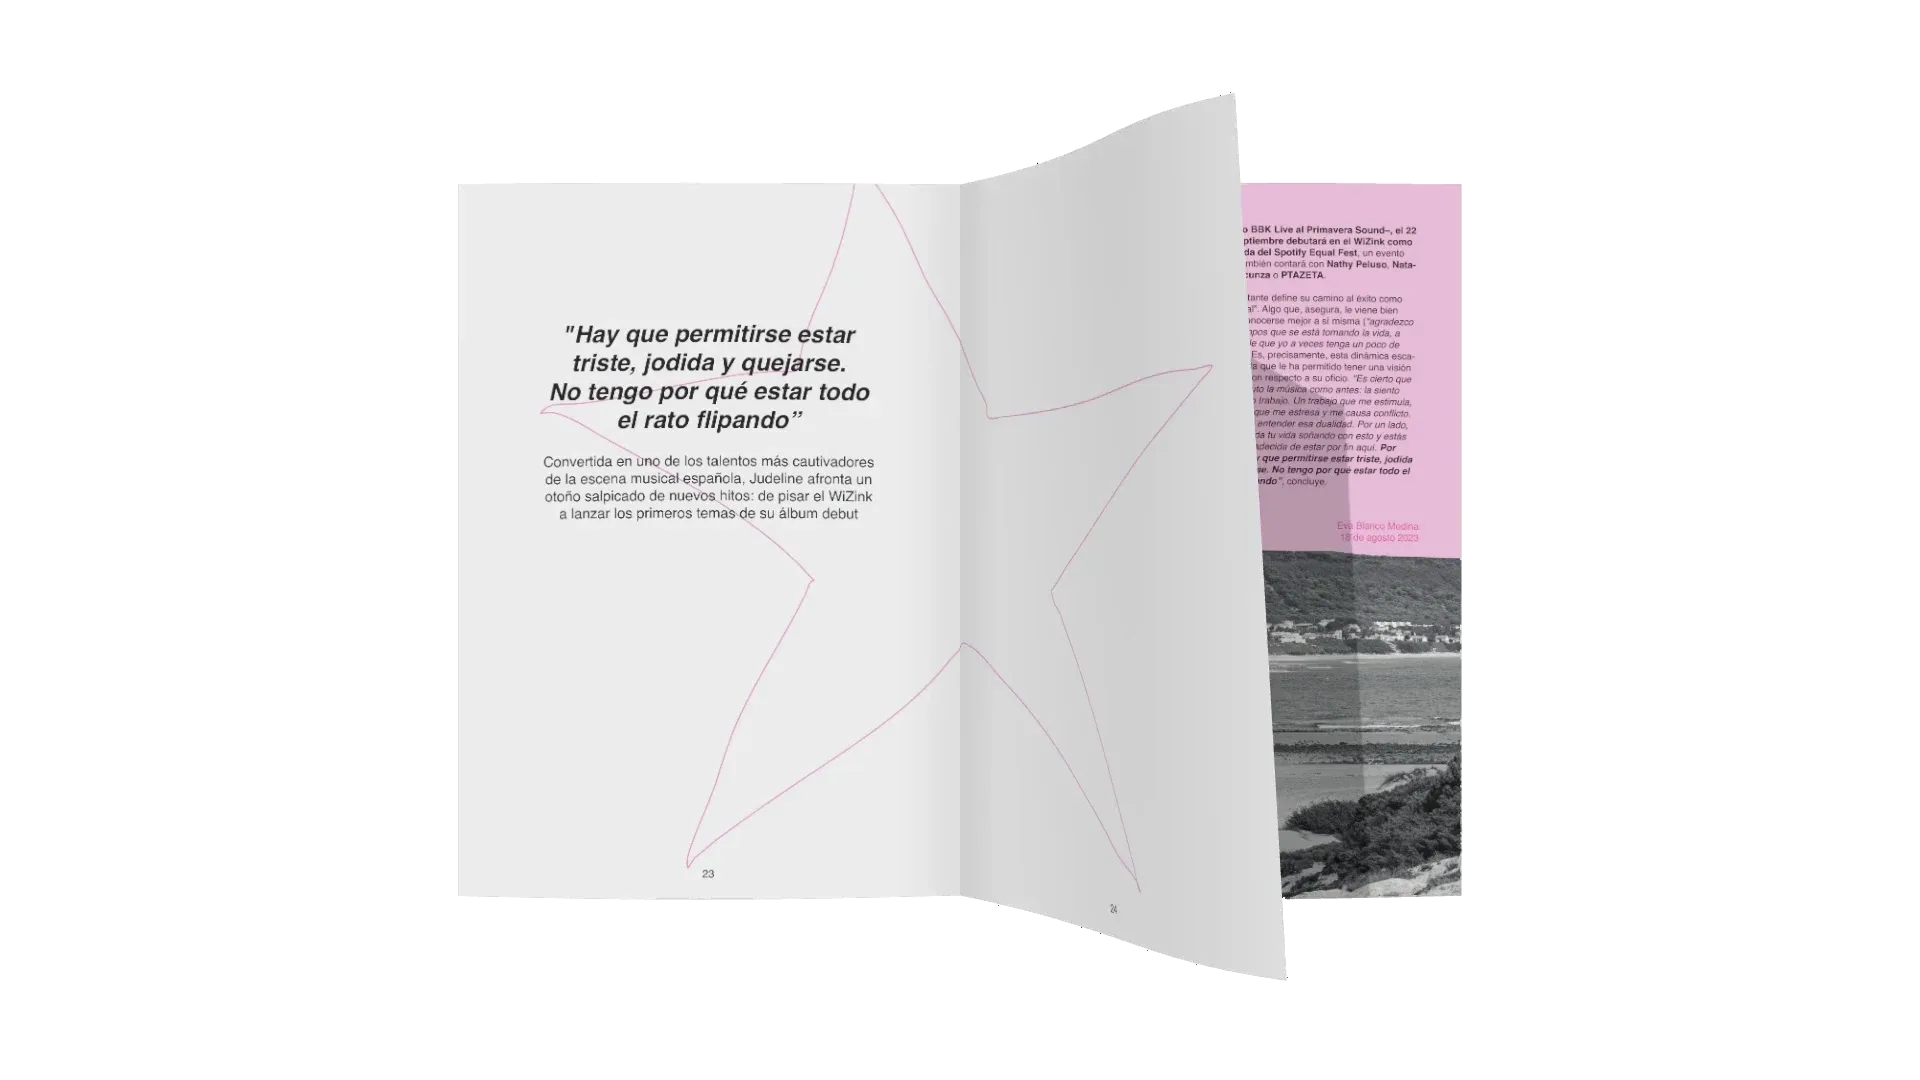 "Hay que permitirse estar
triste, jodida y quejarse.
No tengo por qué estar todo
el rato flipando”
Convertida en uno de los talentos más cautivadores
de la escena musical española, Judeline afronta un
otoño salpicado de nuevos hitos: de pisar el WiZink
a lanzar los primeros temas de su álbum debut
23
24
BBK Live al Primavera Sound–, el 22
debutará en el WiZink como
del Spotify Equal Fest, un evento
contará con Nathy Peluso, Nata-
o PTAZETA.
define su camino al éxito como
Algo que, asegura, le viene bien
mejor a sí misma ("agradezco
que se está tomando la vida, a
que yo a veces tenga un poco de
Es, precisamente, esta dinámica esca-
que le ha permitido tener una visión
respecto a su oficio. "Es cierto que
la música como antes: la siento
trabajo. Un trabajo que me estimula,
que me estresa y me causa conflicto.
entender esa dualidad. Por un lado,
tu vida soñando con esto y estás
de estar por fin aquí. Por
que permitirse estar triste, jodida
No tengo por qué estar todo el
concluye.
Eva Blanco Medina
18 de agosto 2023